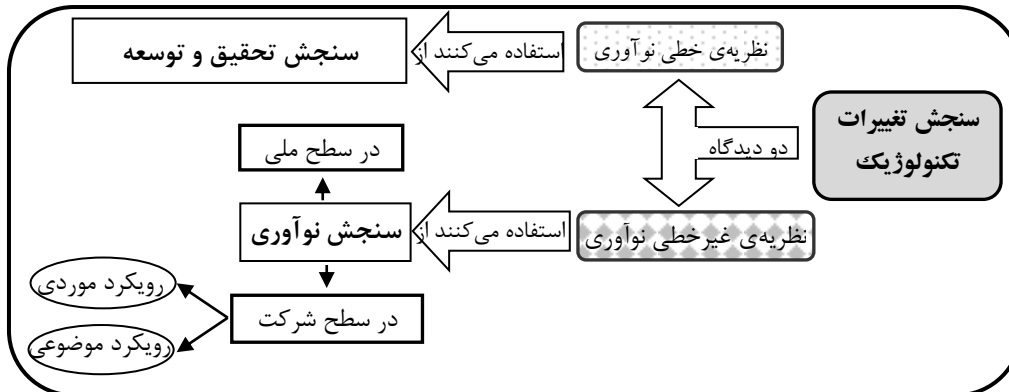 سنجش تغییرات
تکنولوژیك
دو دیدگاه
نظریه‌ی خطی نوآوری
استفاده می‌کنند از
سنجش تحقیق و توسعه
نظریه‌ی غیرخطی نوآوری
استفاده می‌کنند از
سنجش نوآوری
در سطح ملی
در سطح شرکت
رویکرد موردی
رویکرد موضوعی